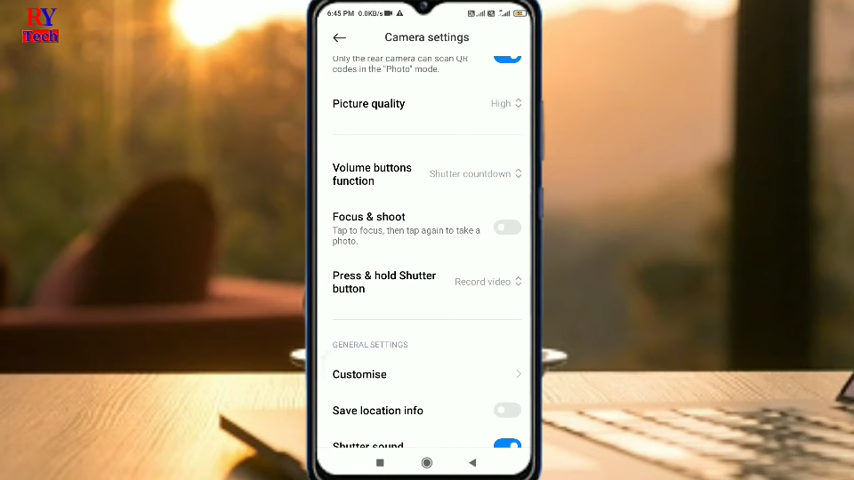 RY
Tech
6:45 PM 0.0KB/s
Camera settings
Only the rear camera can scan QR
codes in the "Photo" mode.
Picture quality
High
Volume buttons
function
Shutter countdown
Focus & shoot
Tap to focus, then tap again to take a
photo.
Press & hold Shutter
button
Record video
GENERAL SETTINGS
Customise
Save location info
Shutter sound